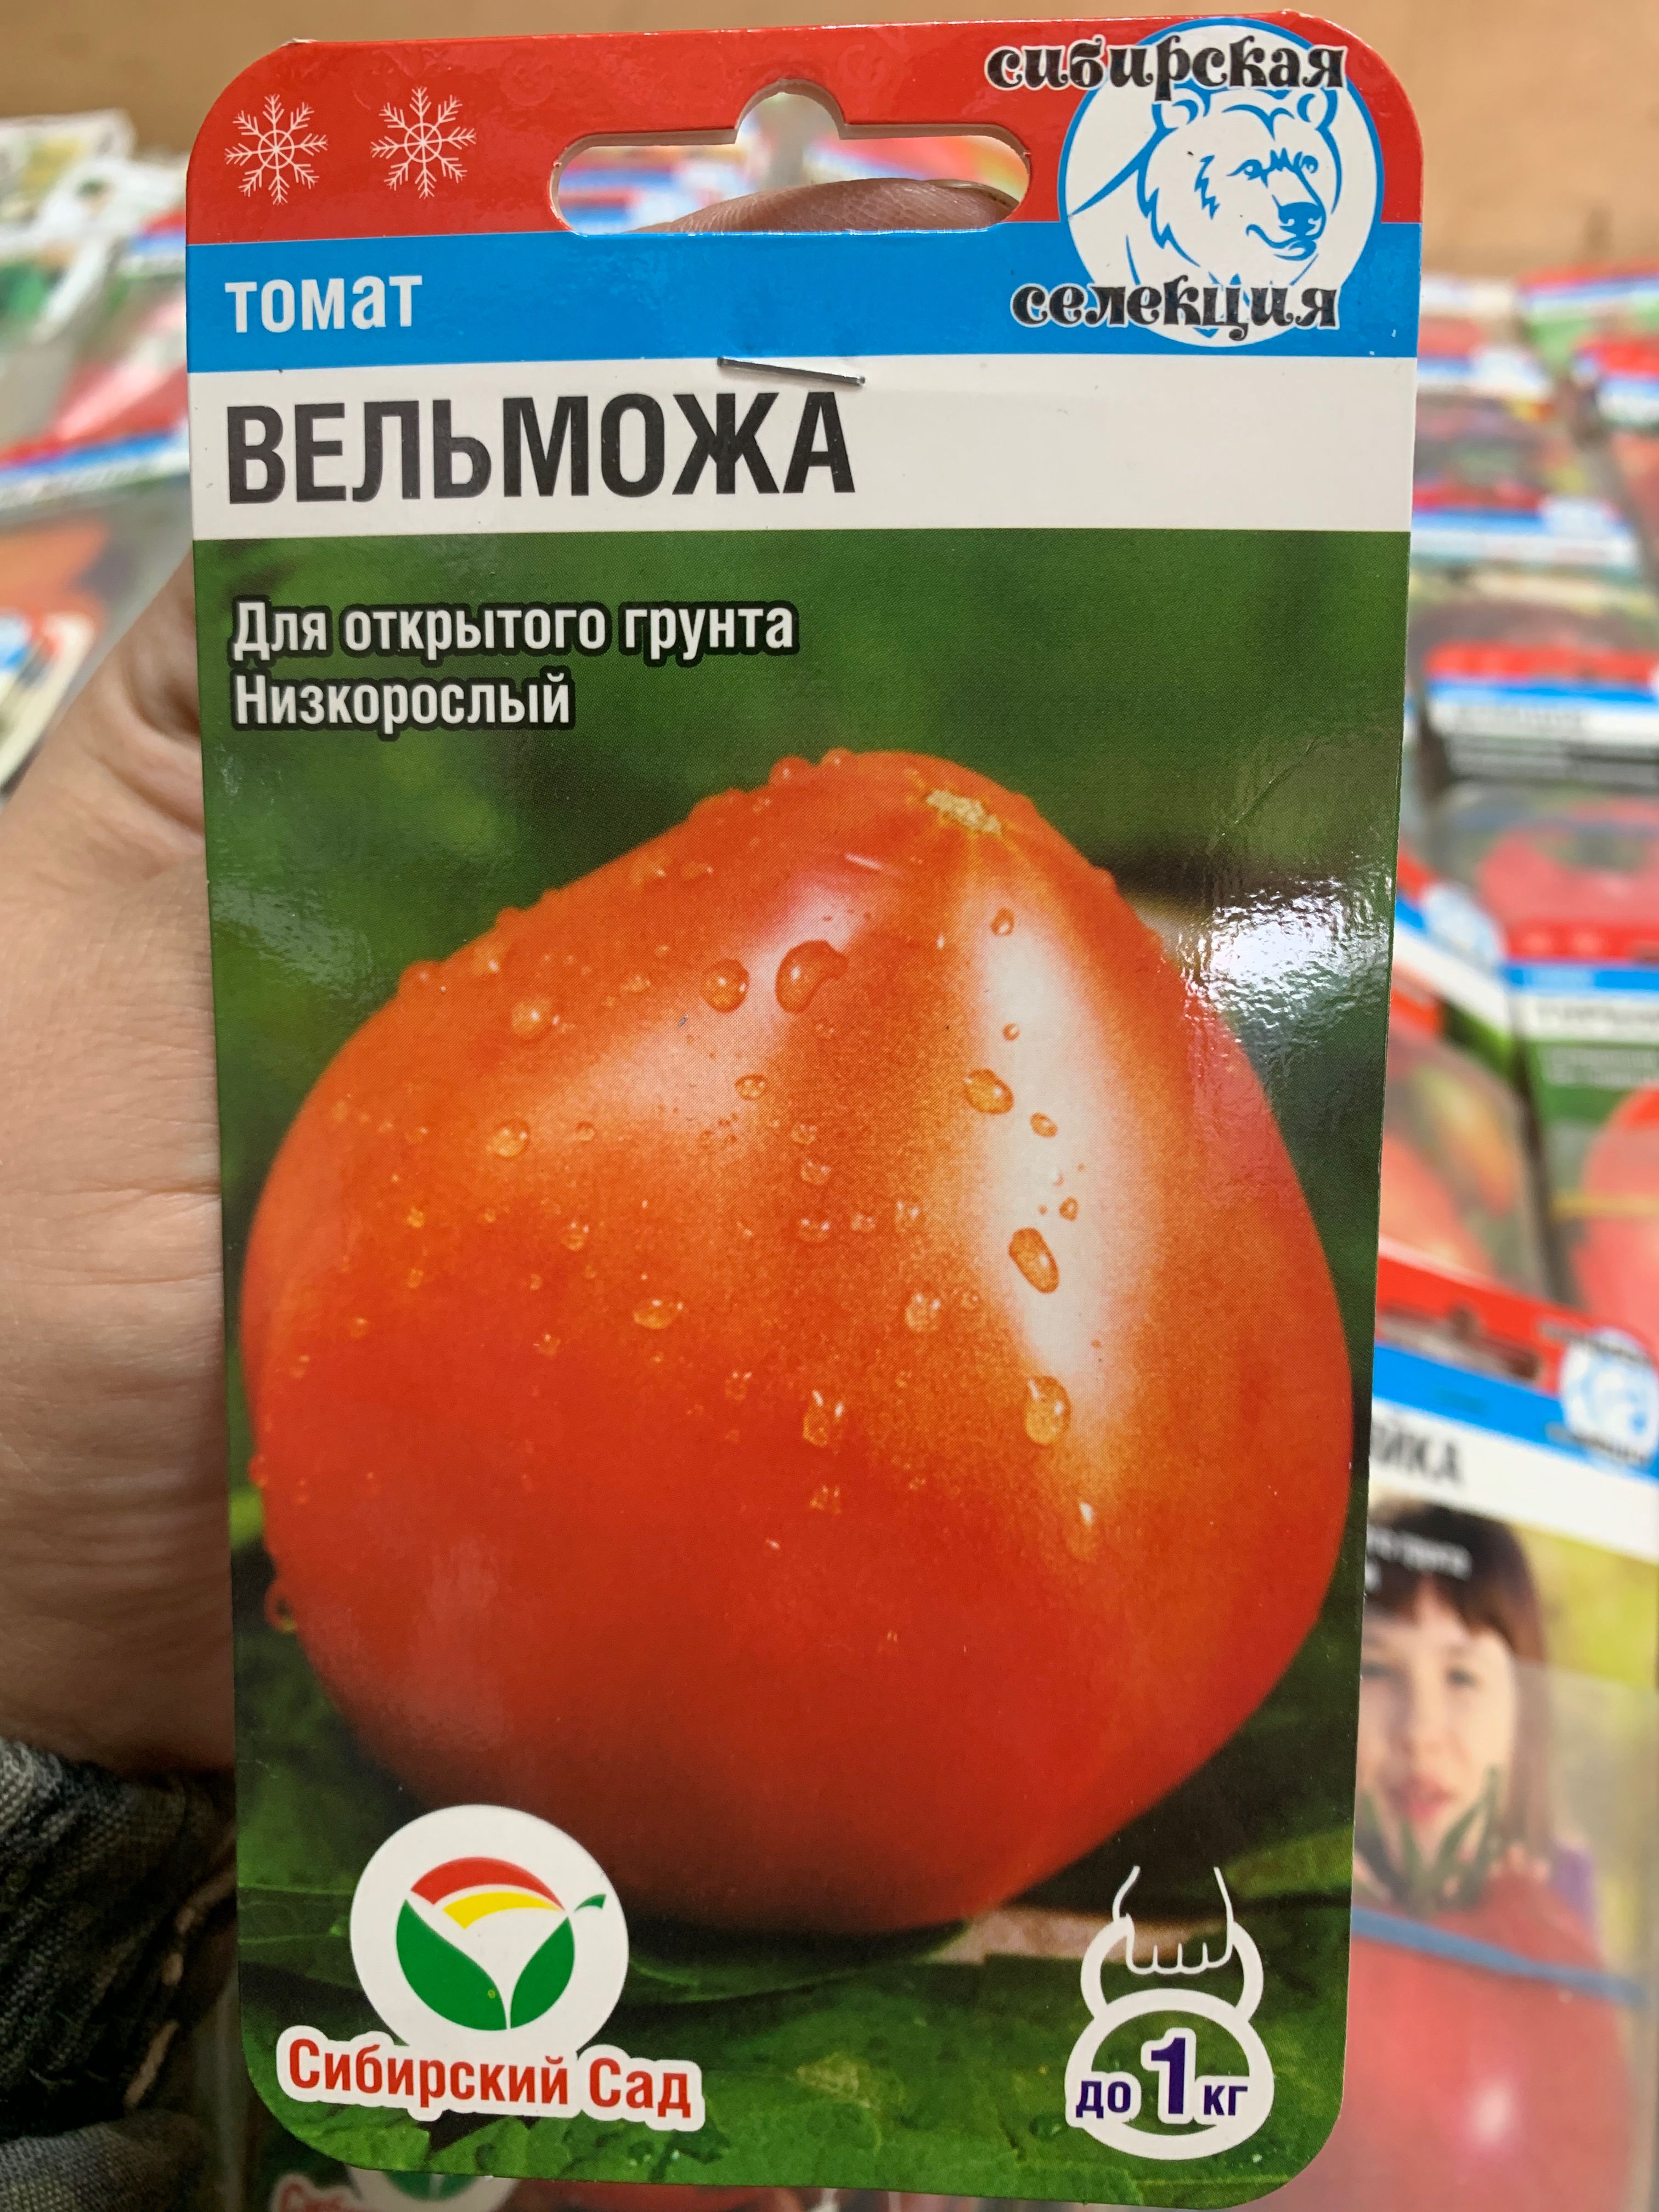 сибирская
селекция
томат
ВЕЛЬМОЖА
Для открытого грунта
Низкорослый
Сибирский Сад
до 1 кг